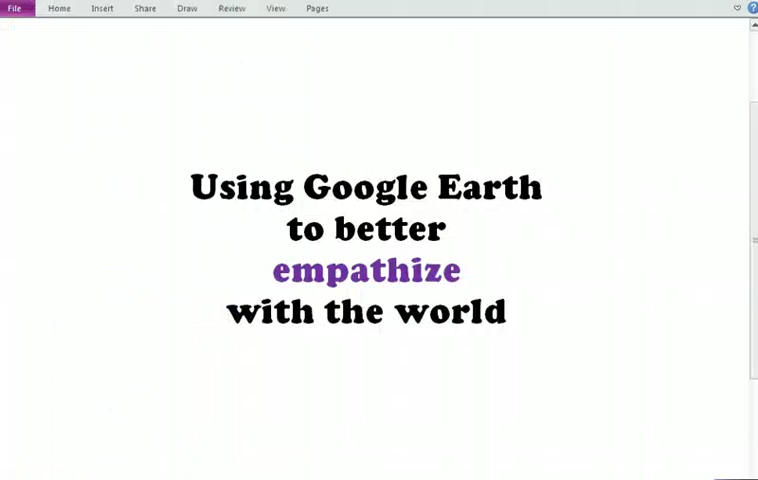 File Home Insert Share Draw Review View Pages
Using Google Earth
to better
empathize
with the world